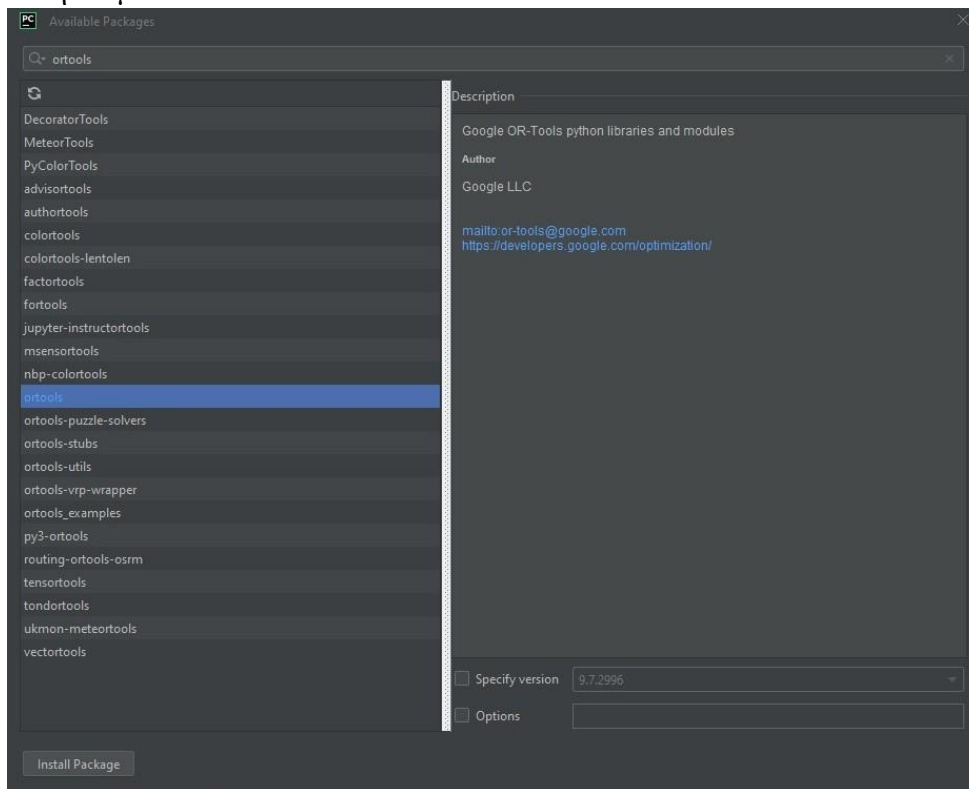 PC Available Packages
ortools
Description
DecoratorTools
MeteorTools
PyColorTools
advisortools
authortools
colortools
colortools-lentolen
factortools
fortools
jupyter-instructortools
msensortools
nbp-colortools
ortools
ortools-puzzle-solvers
ortools-stubs
ortools-utils
ortools-vrp-wrapper
ortools_examples
py3-ortools
routing-ortools-osrm
tensortools
tondortools
ukmon-meteortools
vectortools
Google OR-Tools python libraries and modules
Author
Google LLC
mailto:or-tools@google.com
https://developers.google.com/optimization/
Specify version 9.7.2996
Options
Install Package